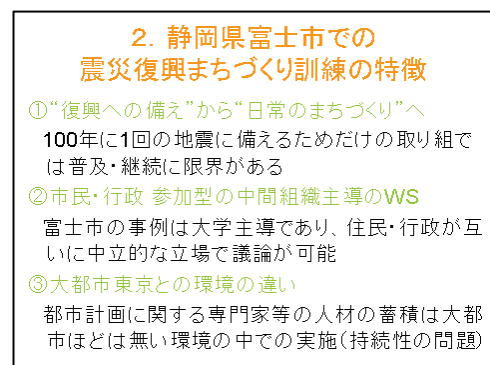 2．静岡県富士市での
震災復興まちづくり訓練の特徴
①“復興への備え”から“日常のまちづくり”へ
100年に1回の地震に備えるためだけの取り組で
は普及・継続に限界がある
②市民・行政 参加型の中間組織主導のWS
富士市の事例は大学主導であり、住民・行政が互
いに中立的な立場で議論が可能
③大都市東京との環境の違い
都市計画に関する専門家等の人材の蓄積は大都
市ほどは無い環境の中での実施（持続性の問題）